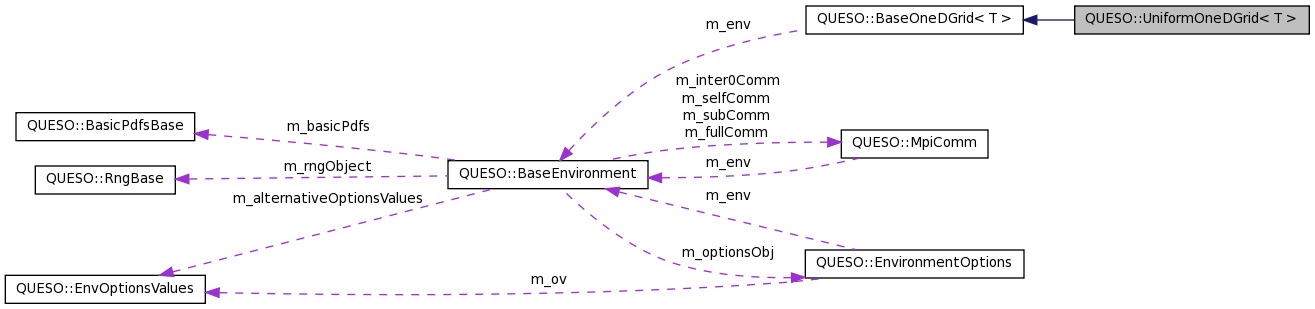 QUESO::BaseOneDGrid< T >
QUESO::UniformOneDGrid< T >
m_env
m_inter0Comm
m_selfComm
m_subComm
m_fullComm
QUESO::BasicPdfsBase
m_basicPdfs
QUESO::MpiComm
m_env
m_rngObject
QUESO::RngBase
QUESO::BaseEnvironment
m_alternativeOptionsValues
m_env
m_optionsObj
QUESO::EnvironmentOptions
m_ov
QUESO::EnvOptionsValues